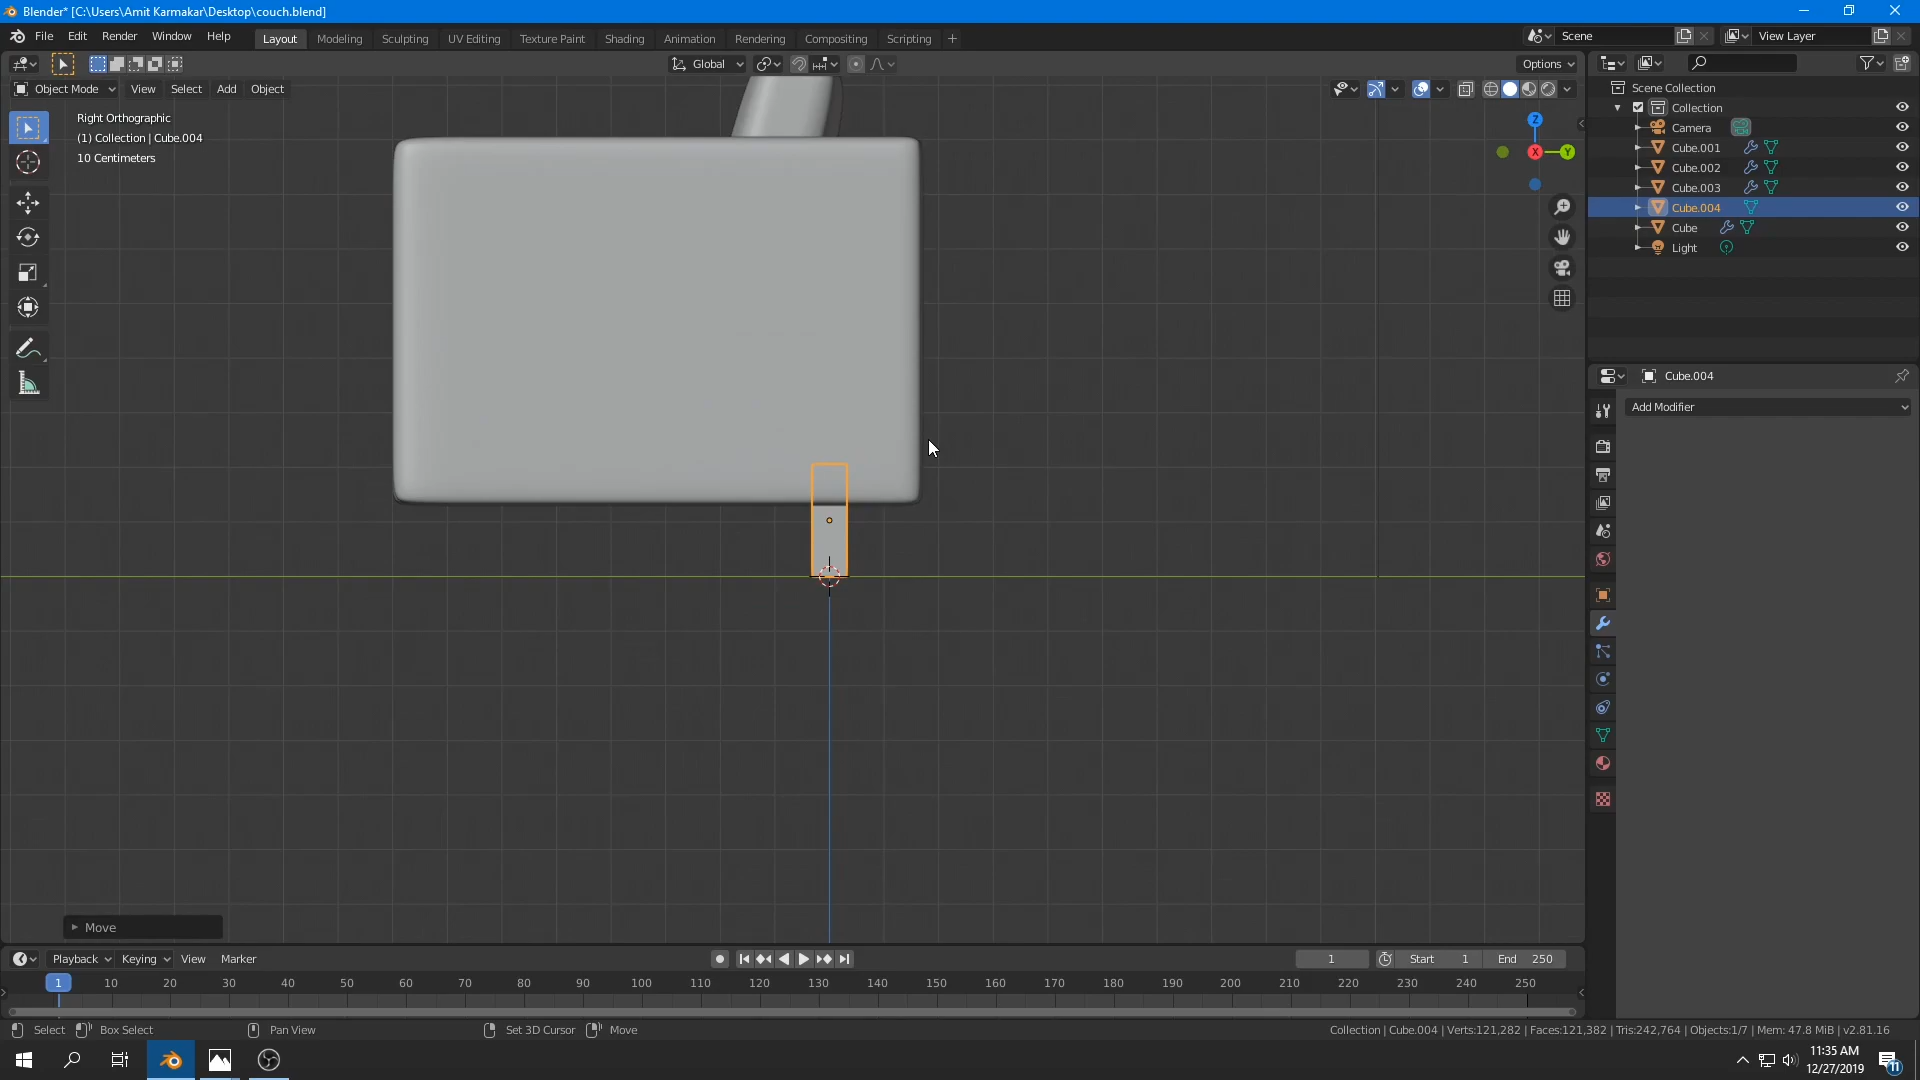 Blender* [C:\Users\Amit Karmakar\Desktop\couch.blend]
File Edit Render Window Help
Layout Modeling Sculpting UV Editing Texture Paint Shading Animation Rendering Compositing Scripting
Scene
View Layer
Global
Options
Object Mode View Select Add Object
Right Orthographic
(1) Collection | Cube.004
10 Centimeters
Z
X
Y
Scene Collection
Collection
Camera
Cube.001
Cube.002
Cube.003
Cube.004
Cube
Light
Cube.004
Add Modifier
Move
Playback Keying View Marker
1
Start 1
End 250
1 10 20 30 40 50 60 70 80 90 100 110 120 130 140 150 160 170 180 190 200 210 220 230 240 250
Select Box Select Pan View Set 3D Cursor Move
Collection | Cube.004 | Verts:121,282 | Faces:121,382 | Tris:242,764 | Objects:1/7 | Mem: 47.8 MiB | v2.81.16
11:35 AM
12/27/2019
11